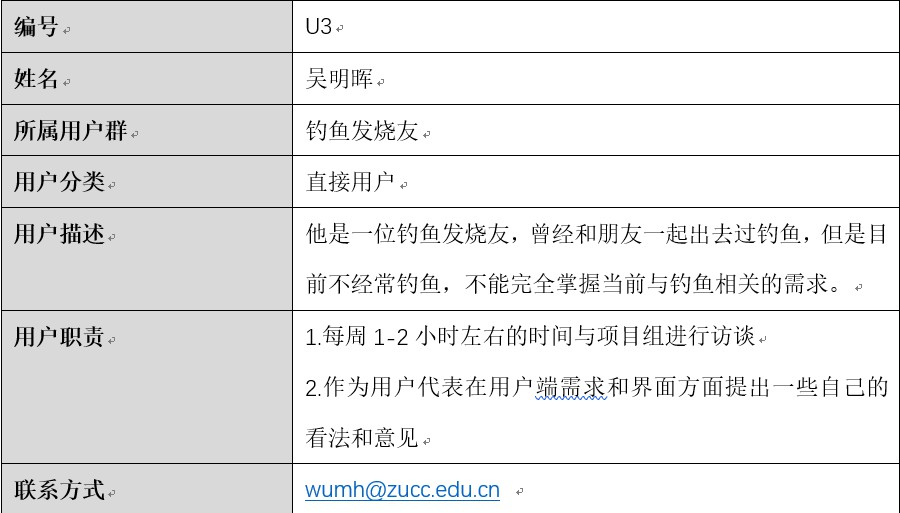 编号 U3
姓名 吴明晖
所属用户群 钓鱼发烧友
用户分类 直接用户
用户描述 他是一位钓鱼发烧友，曾经和朋友一起出去过钓鱼，但是目
前不经常钓鱼，不能完全掌握当前与钓鱼相关的需求。
用户职责 1.每周 1-2 小时左右的时间与项目组进行访谈
2.作为用户代表在用户端需求和界面方面提出一些自己的
看法和意见
联系方式 wumh@zucc.edu.cn